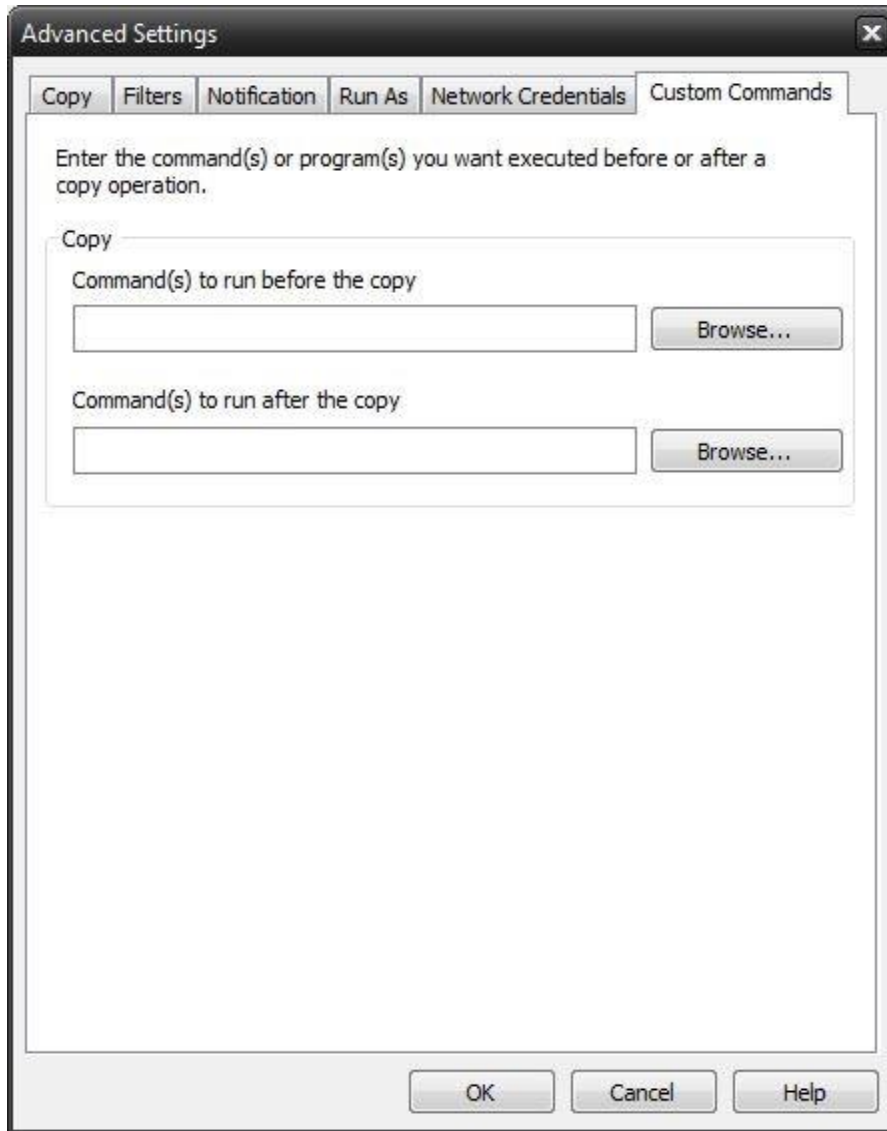 Advanced Settings
Copy Filters Notification Run As Network Credentials Custom Commands
Enter the command(s) or program(s) you want executed before or after a
copy operation.
Copy
Command(s) to run before the copy
Browse...
Command(s) to run after the copy
Browse...
OK Cancel Help